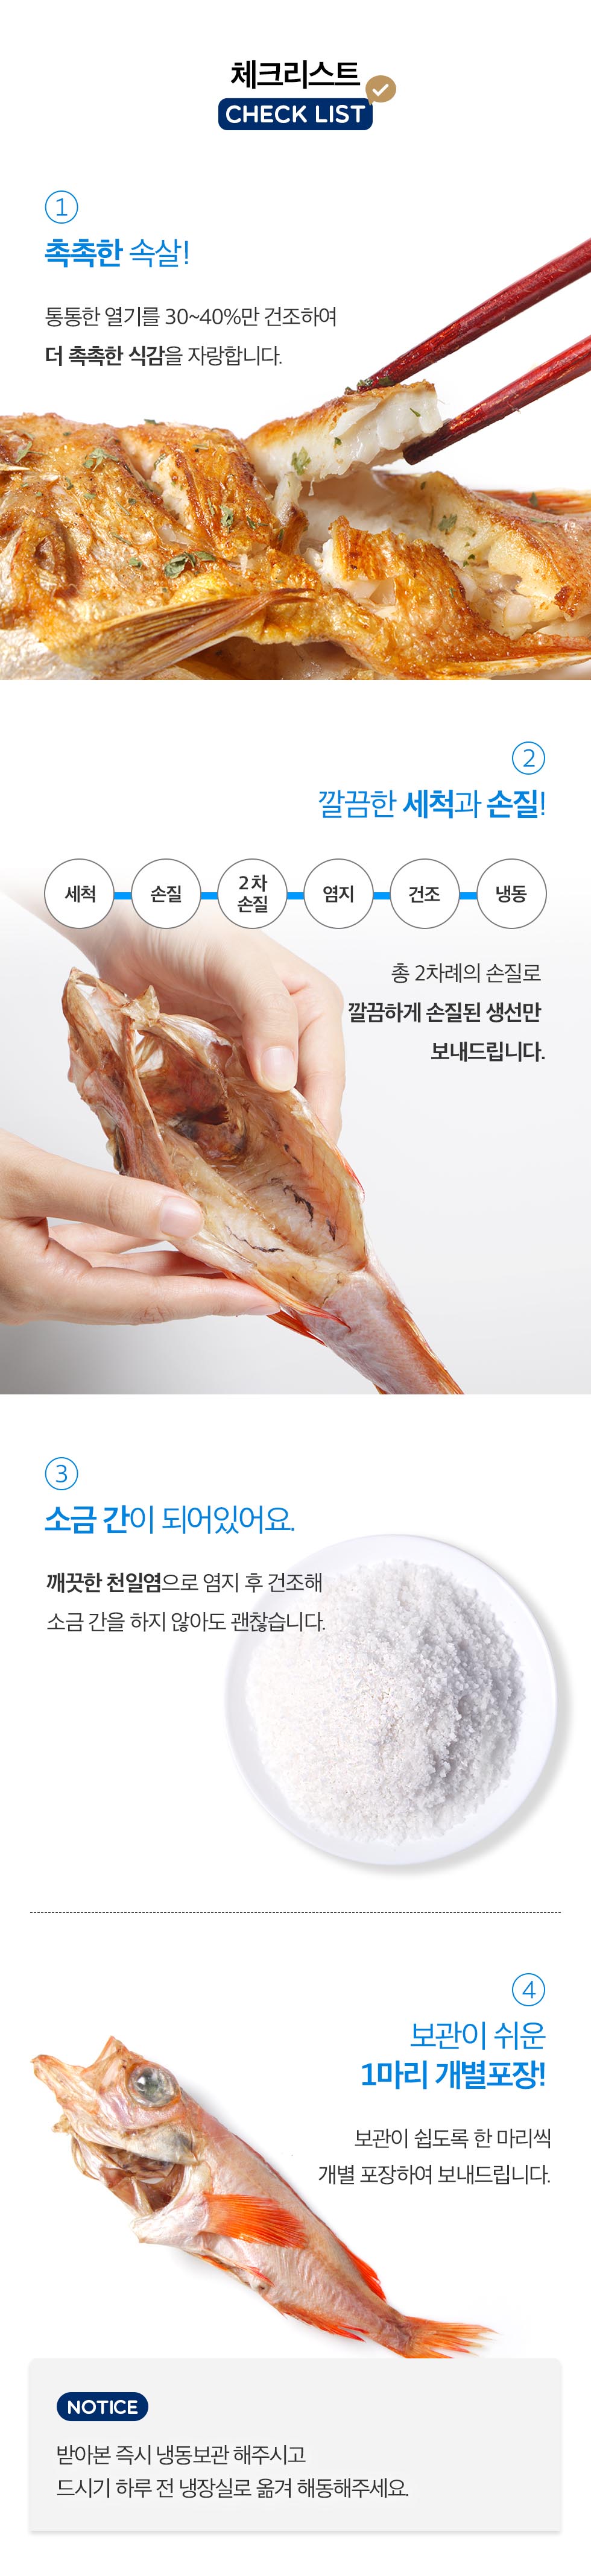 체크리스트
CHECK LIST
1
촉촉한 속살!
통통한 열기를 30~40%만 건조하여
더 촉촉한 식감을 자랑합니다.
2
깔끔한 세척과 손질!
세척 손질 2차 손질 염지 건조 냉동
총 2차례의 손질로
깔끔하게 손질된 생선만
보내드립니다.
3
소금 간이 되어있어요.
깨끗한 천일염으로 염지 후 건조해
소금 간을 하지 않아도 괜찮습니다.
4
보관이 쉬운
1마리 개별포장!
보관이 쉽도록 한 마리씩
개별 포장하여 보내드립니다.
NOTICE
받아본 즉시 냉동보관 해주시고
드시기 하루 전 냉장실로 옮겨 해동해주세요.